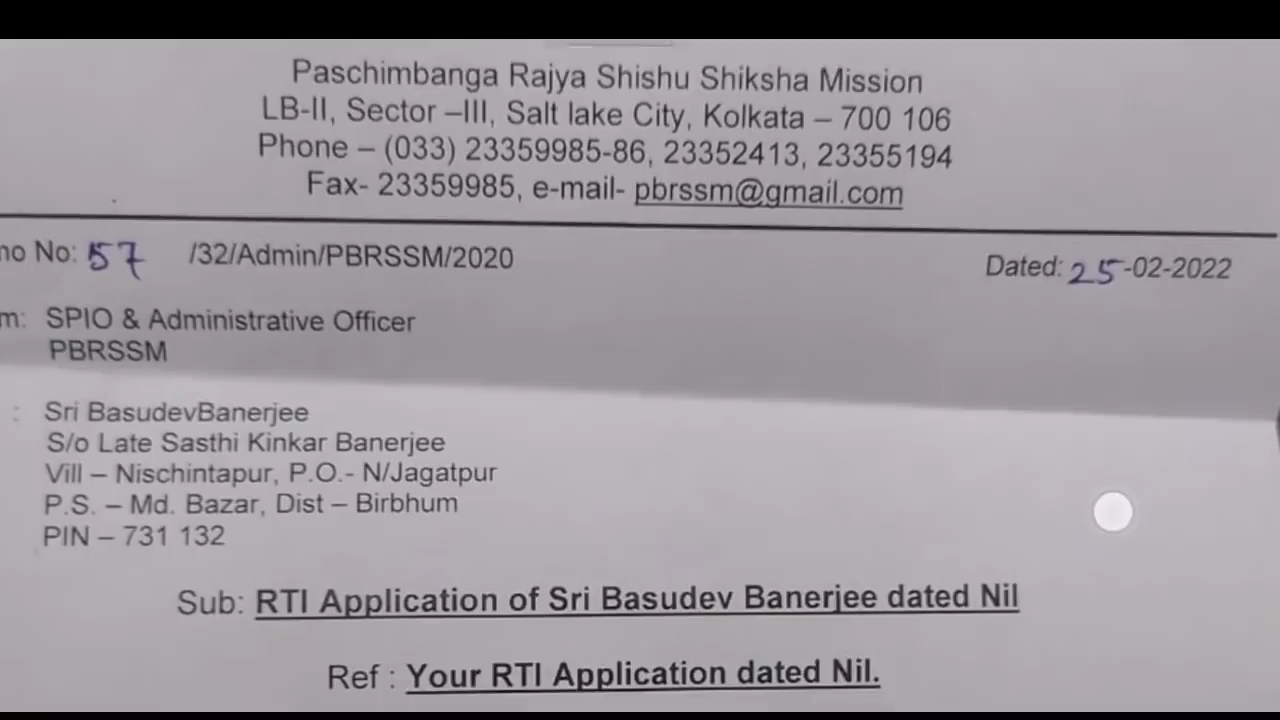 Paschimbanga Rajya Shishu Shiksha Mission
LB-II, Sector –III, Salt lake City, Kolkata – 700 106
Phone – (033) 23359985-86, 23352413, 23355194
Fax- 23359985, e-mail- pbrssm@gmail.com
no No: 57 /32/Admin/PBRSSM/2020 Dated: 25-02-2022
m: SPIO & Administrative Officer
PBRSSM
: Sri BasudevBanerjee
S/o Late Sasthi Kinkar Banerjee
Vill – Nischintapur, P.O.- N/Jagatpur
P.S. – Md. Bazar, Dist – Birbhum
PIN – 731 132
Sub: RTI Application of Sri Basudev Banerjee dated Nil
Ref : Your RTI Application dated Nil.